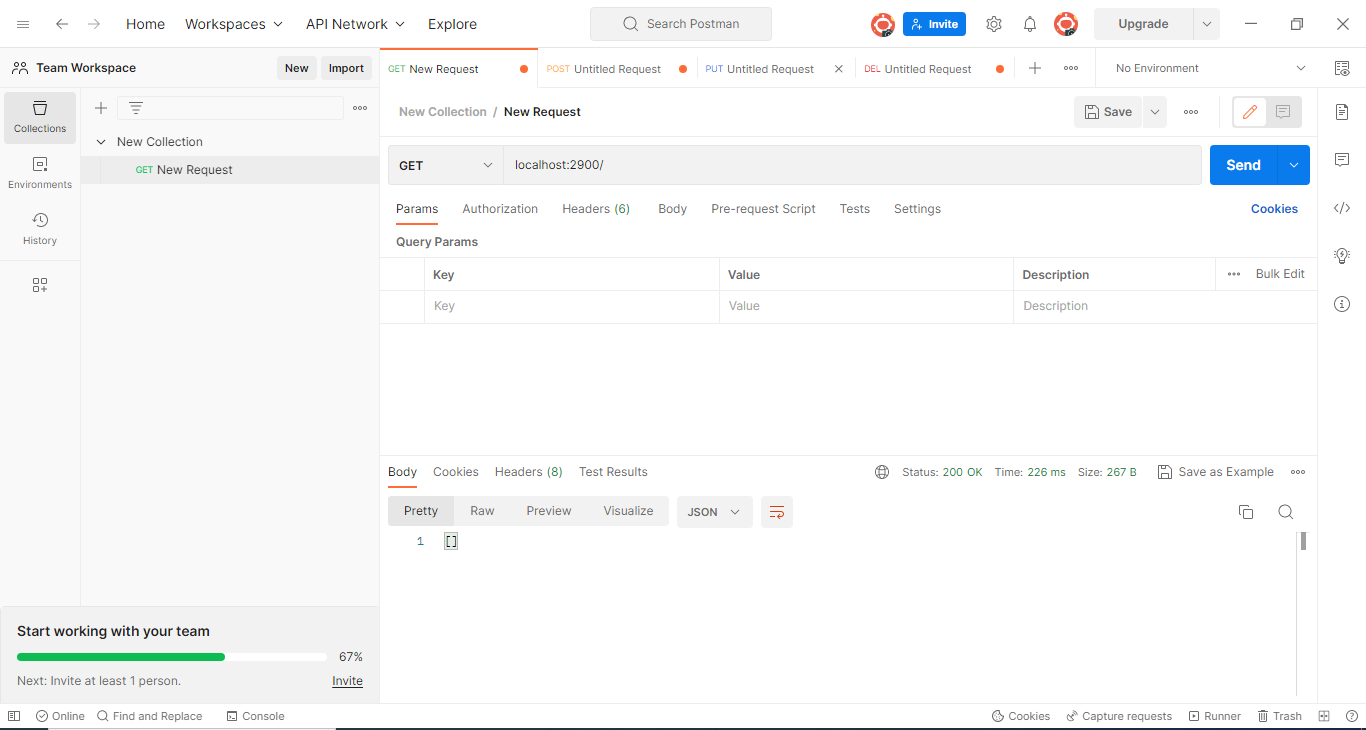 Home Workspaces API Network Explore Search Postman Invite Upgrade
Team Workspace New Import
GET New Request POST Untitled Request PUT Untitled Request DEL Untitled Request No Environment
Collections
Environments
History
New Collection
GET New Request
New Collection / New Request Save
GET localhost:2900/ Send
Params Authorization Headers (6) Body Pre-request Script Tests Settings Cookies
Query Params
Key Value Description Bulk Edit
Key Value Description
Body Cookies Headers (8) Test Results Status: 200 OK Time: 226 ms Size: 267 B Save as Example
Pretty Raw Preview Visualize JSON
1 []
Start working with your team
67%
Next: Invite at least 1 person. Invite
Online Find and Replace Console Cookies Capture requests Runner Trash